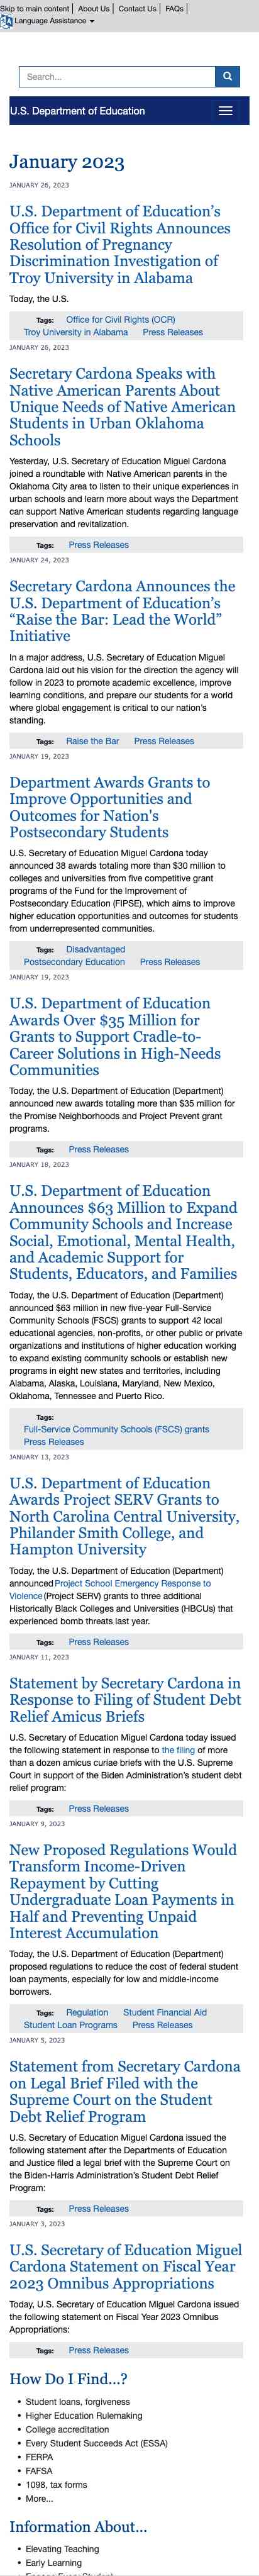 Skip to main content | About Us | Contact Us | FAQs |
Language Assistance
Search...
U.S. Department of Education
January 2023
JANUARY 26, 2023
U.S. Department of Education's
Office for Civil Rights Announces
Resolution of Pregnancy
Discrimination Investigation of
Troy University in Alabama
Today, the U.S.
Tags: Office for Civil Rights (OCR)
Troy University in Alabama Press Releases
JANUARY 26, 2023
Secretary Cardona Speaks with
Native American Parents About
Unique Needs of Native American
Students in Urban Oklahoma
Schools
Yesterday, U.S. Secretary of Education Miguel Cardona
joined a roundtable with Native American parents in the
Oklahoma City area to listen to their unique experiences in
urban schools and learn more about ways the Department
can support Native American students regarding language
preservation and revitalization.
Tags: Press Releases
JANUARY 24, 2023
Secretary Cardona Announces the
U.S. Department of Education's
“Raise the Bar: Lead the World”
Initiative
In a major address, U.S. Secretary of Education Miguel
Cardona laid out his vision for the direction the agency will
follow in 2023 to promote academic excellence, improve
learning conditions, and prepare our students for a world
where global engagement is critical to our nation's
standing.
Tags: Raise the Bar Press Releases
JANUARY 19, 2023
Department Awards Grants to
Improve Opportunities and
Outcomes for Nation's
Postsecondary Students
U.S. Secretary of Education Miguel Cardona today
announced 38 awards totaling more than $30 million to
colleges and universities from five competitive grant
programs of the Fund for the Improvement of
Postsecondary Education (FIPSE), which aims to improve
higher education opportunities and outcomes for students
from underrepresented communities.
Tags: Disadvantaged
Postsecondary Education Press Releases
JANUARY 19, 2023
U.S. Department of Education
Awards Over $35 Million for
Grants to Support Cradle-to-
Career Solutions in High-Needs
Communities
Today, the U.S. Department of Education (Department)
announced new awards totaling more than $35 million for
the Promise Neighborhoods and Project Prevent grant
programs.
Tags: Press Releases
JANUARY 18, 2023
U.S. Department of Education
Announces $63 Million to Expand
Community Schools and Increase
Social, Emotional, Mental Health,
and Academic Support for
Students, Educators, and Families
Today, the U.S. Department of Education (Department)
announced $63 million in new five-year Full-Service
Community Schools (FSCS) grants to support 42 local
educational agencies, non-profits, or other public or private
organizations and institutions of higher education working
to expand existing community schools or establish new
programs in eight new states and territories, including
Alabama, Alaska, Louisiana, Maryland, New Mexico,
Oklahoma, Tennessee and Puerto Rico.
Tags:
Full-Service Community Schools (FSCS) grants
Press Releases
JANUARY 13, 2023
U.S. Department of Education
Awards Project SERV Grants to
North Carolina Central University,
Philander Smith College, and
Hampton University
Today, the U.S. Department of Education (Department)
announced Project School Emergency Response to
Violence (Project SERV) grants to three additional
Historically Black Colleges and Universities (HBCUs) that
experienced bomb threats last year.
Tags: Press Releases
JANUARY 11, 2023
Statement by Secretary Cardona in
Response to Filing of Student Debt
Relief Amicus Briefs
U.S. Secretary of Education Miguel Cardona today issued
the following statement in response to the filing of more
than a dozen amicus curiae briefs with the U.S. Supreme
Court in support of the Biden Administration's student debt
relief program:
Tags: Press Releases
JANUARY 9, 2023
New Proposed Regulations Would
Transform Income-Driven
Repayment by Cutting
Undergraduate Loan Payments in
Half and Preventing Unpaid
Interest Accumulation
Today, the U.S. Department of Education (Department)
proposed regulations to reduce the cost of federal student
loan payments, especially for low and middle-income
borrowers.
Tags: Regulation Student Financial Aid
Student Loan Programs Press Releases
JANUARY 5, 2023
Statement from Secretary Cardona
on Legal Brief Filed with the
Supreme Court on the Student
Debt Relief Program
U.S. Secretary of Education Miguel Cardona issued the
following statement after the Departments of Education
and Justice filed a legal brief with the Supreme Court on
the Biden-Harris Administration's Student Debt Relief
Program:
Tags: Press Releases
JANUARY 3, 2023
U.S. Secretary of Education Miguel
Cardona Statement on Fiscal Year
2023 Omnibus Appropriations
Today, U.S. Secretary of Education Miguel Cardona issued
the following statement on Fiscal Year 2023 Omnibus
Appropriations:
Tags: Press Releases
How Do I Find...?
• Student loans, forgiveness
• Higher Education Rulemaking
• College accreditation
• Every Student Succeeds Act (ESSA)
• FERPA
• FAFSA
• 1098, tax forms
• More...
Information About...
• Elevating Teaching
• Early Learning